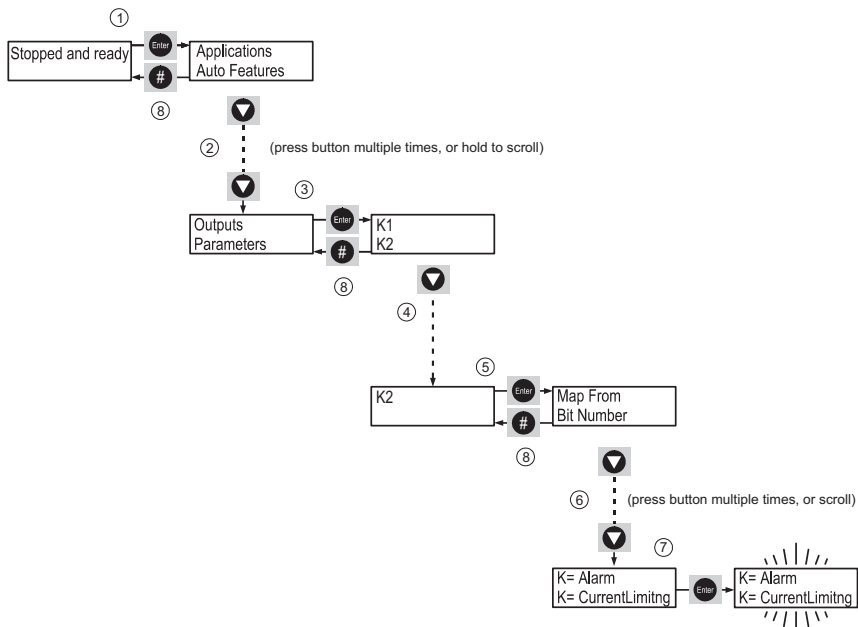 ①
Stopped and ready
Enter
Applications
Auto Features
#
⑧
②
(press button multiple times, or hold to scroll)
③
Outputs
Parameters
Enter
K1
K2
#
⑧
④
⑤
K2
Enter
Map From
Bit Number
#
⑧
⑥
(press button multiple times, or scroll)
⑦
K= Alarm
K= CurrentLimitng
Enter
K= Alarm
K= CurrentLimitng